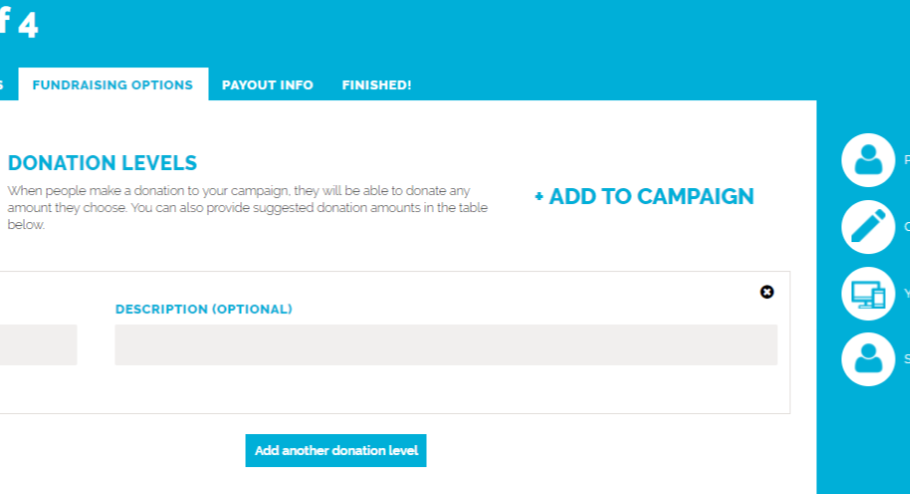 f 4
S FUNDRAISING OPTIONS PAYOUT INFO FINISHED!
DONATION LEVELS
When people make a donation to your campaign, they will be able to donate any
amount they choose. You can also provide suggested donation amounts in the table
below.
+ ADD TO CAMPAIGN
DESCRIPTION (OPTIONAL)
Add another donation level